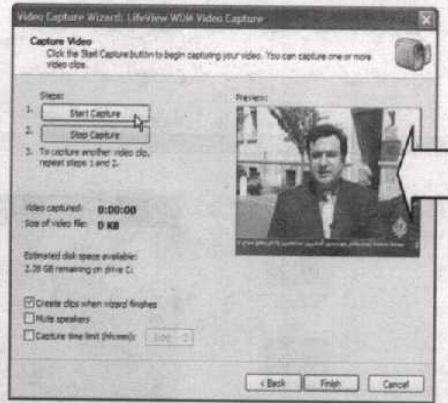 Video Capture Wizard: LifeView WDM Video Capture
Capture Video
Click the Start Capture button to begin capturing your video. You can capture one or more
video clips.
Steps:
1. Start Capture
2. Stop Capture
3. To capture another video clip,
repeat steps 1 and 2.
Preview:
Video captured: 0:00:00
Size of video file: 0 KB
Estimated disk space available:
GB remaining on drive C:
Create clips when wizard finishes
Mute speakers
Capture time limit (hh:mm):
< Back
Finish
Cancel